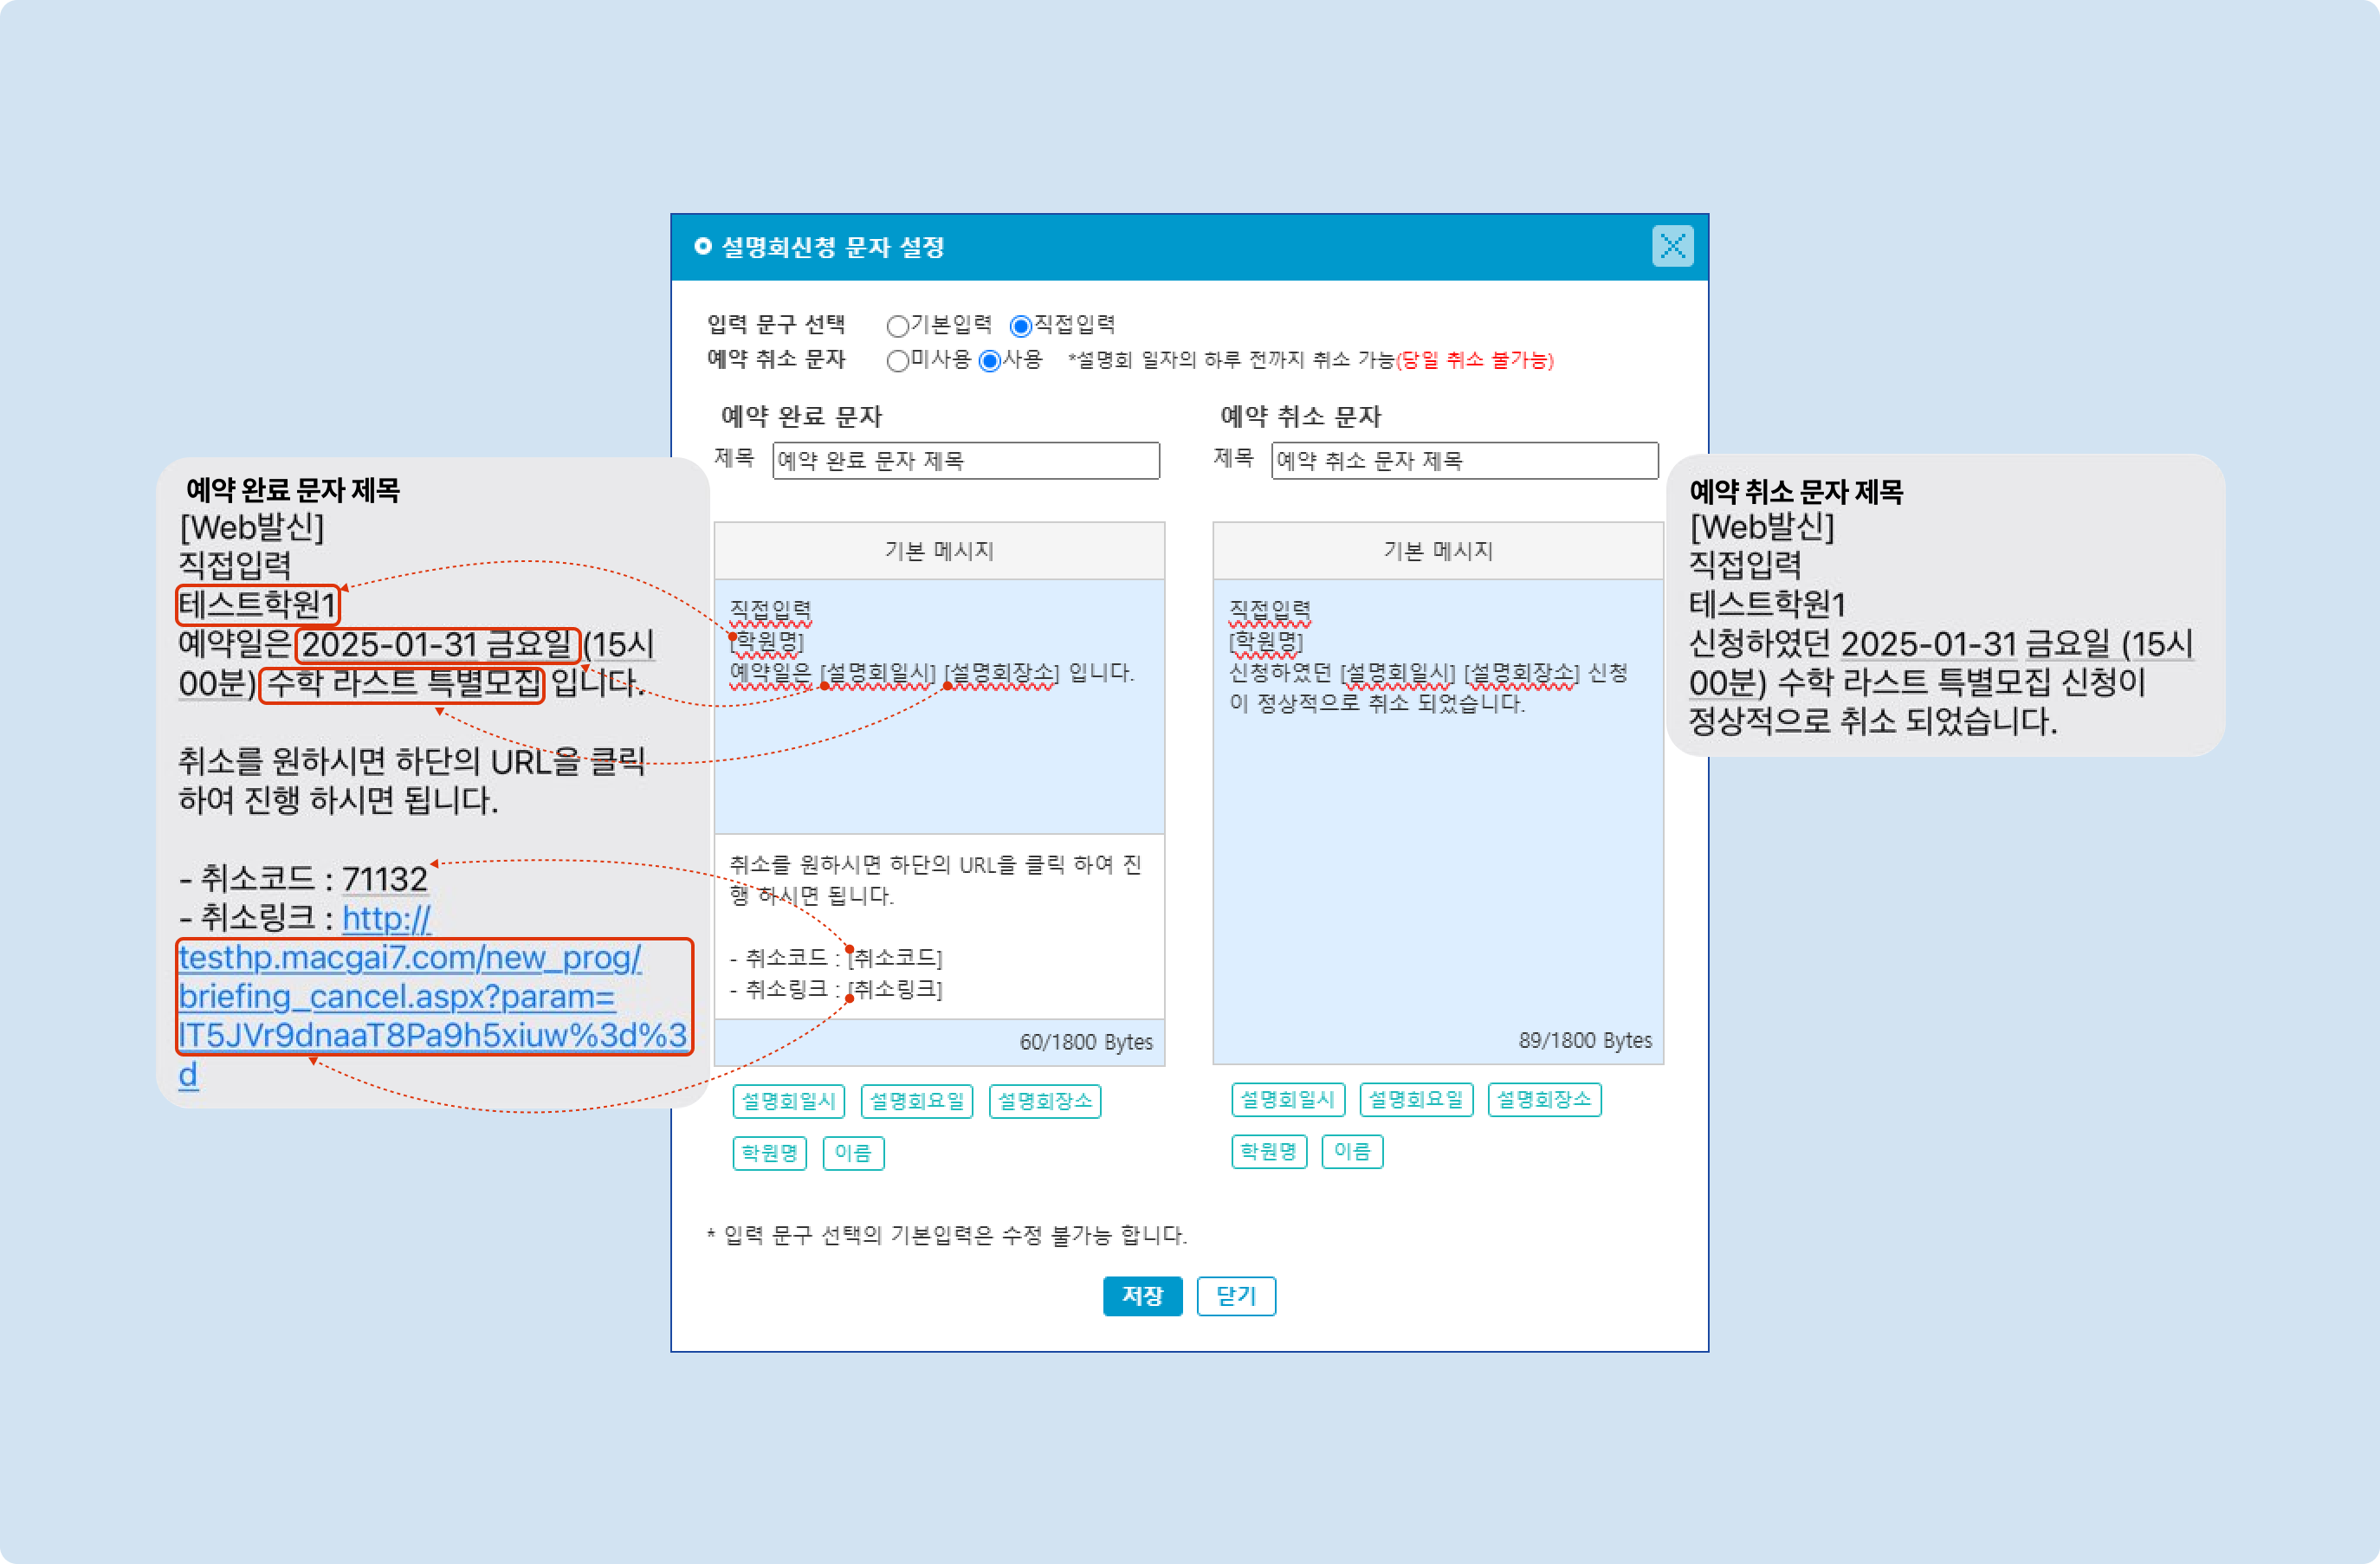 설명회신청 문자 설정
입력 문구 선택 기본입력 직접입력
예약 취소 문자 미사용 사용 *설명회 일자의 하루 전까지 취소 가능(당일 취소 불가능)
예약 완료 문자
제목 예약 완료 문자 제목
기본 메시지
직접입력
[학원명]
예약일은 [설명회일시] [설명회장소] 입니다.
취소를 원하시면 하단의 URL을 클릭 하여 진
행 하시면 됩니다.
- 취소코드 : [취소코드]
- 취소링크 : [취소링크]
60/1800 Bytes
설명회일시 설명회요일 설명회장소
학원명 이름
예약 취소 문자
제목 예약 취소 문자 제목
기본 메시지
직접입력
[학원명]
신청하였던 [설명회일시] [설명회장소] 신청
이 정상적으로 취소 되었습니다.
89/1800 Bytes
설명회일시 설명회요일 설명회장소
학원명 이름
* 입력 문구 선택의 기본입력은 수정 불가능 합니다.
저장 닫기
예약 완료 문자 제목
[Web발신]
직접입력
테스트학원1
예약일은 2025-01-31 금요일 (15시
00분) 수학 라스트 특별모집 입니다.
취소를 원하시면 하단의 URL을 클릭
하여 진행 하시면 됩니다.
- 취소코드 : 71132
- 취소링크 : http://
testhp.macgai7.com/new_prog/
briefing_cancel.aspx?param=
IT5JVr9dnaaT8Pa9h5xiuw%3d%3
d
예약 취소 문자 제목
[Web발신]
직접입력
테스트학원1
신청하였던 2025-01-31 금요일 (15시
00분) 수학 라스트 특별모집 신청이
정상적으로 취소 되었습니다.